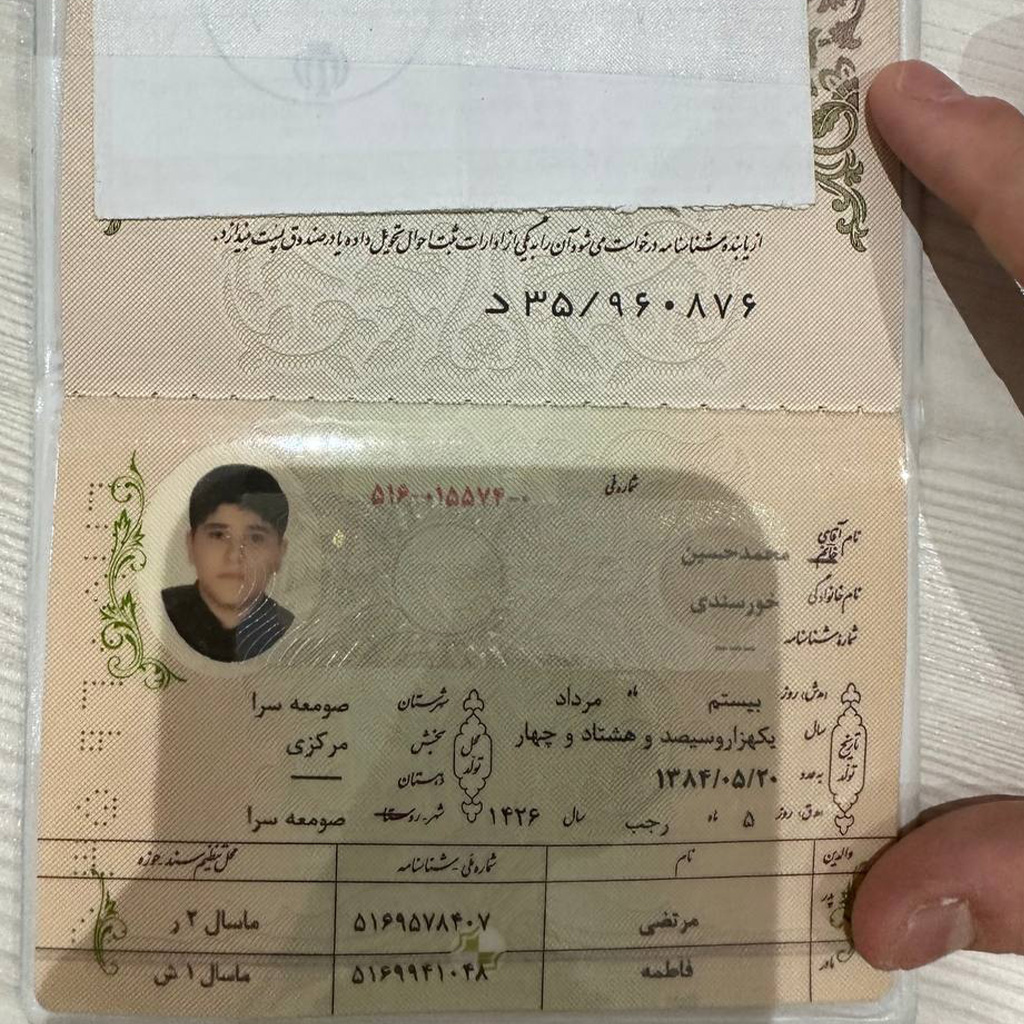 از یابنده شناسنامه درخواست می شود آن را به یکی از ادارات ثبت احوال تحویل داده یا در صندوق پست بیندازد.
د ۳۵/۹۶۰۸۷۶
شماره ملی ۵۱۶-۰۱۵۵۷۴-۰
نام آقای خانم محمدحسین
نام خانوادگی خورسندی
شماره شناسنامه
تاریخ تولد
روز بیستم ماه مرداد
سال یکهزاروسیصد و هشتاد و چهار
به عدد ۱۳۸۴/۰۵/۲۰
روز ۵ ماه رجب سال ۱۴۲۶
محل تولد
شهرستان صومعه سرا
بخش مرکزی
دهستان
شهر-روستا صومعه سرا
والدین نام شماره ملی-شناسنامه محل تنظیم سند-حوزه
پدر مرتضی ۵۱۶۹۵۷۸۴۰۷ ماسال ۲ ر
مادر فاطمه ۵۱۶۹۹۴۱۰۴۸ ماسال ۱ ش